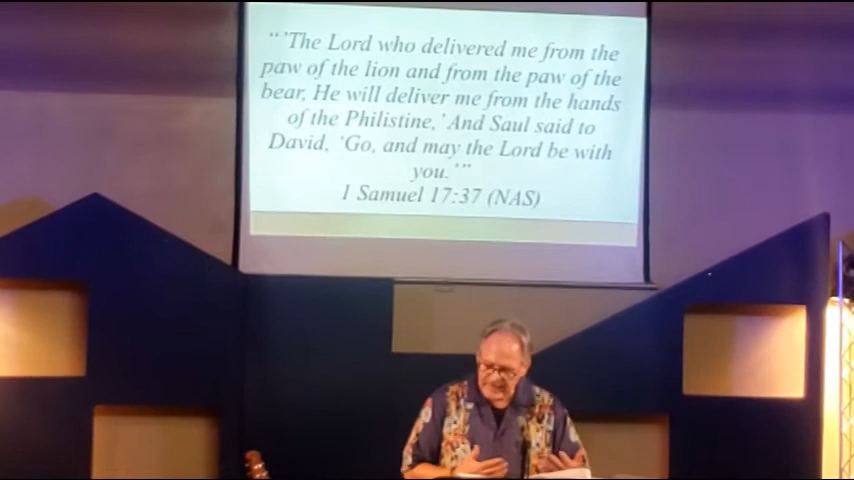 “‘The Lord who delivered me from the
paw of the lion and from the paw of the
bear, He will deliver me from the hands
of the Philistine,’ And Saul said to
David, ‘Go, and may the Lord be with
you.’”
1 Samuel 17:37 (NAS)